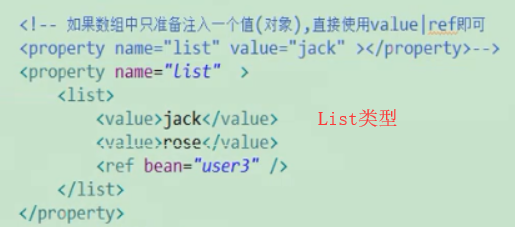 <!-- 如果数组中只准备注入一个值(对象),直接使用value|ref即可
<property name="list" value="jack" ></property>-->
<property name="list"  >
<list>
<value>jack</value>
<value>rose</value>
<ref bean="user3" />
</list>
</property>
List类型